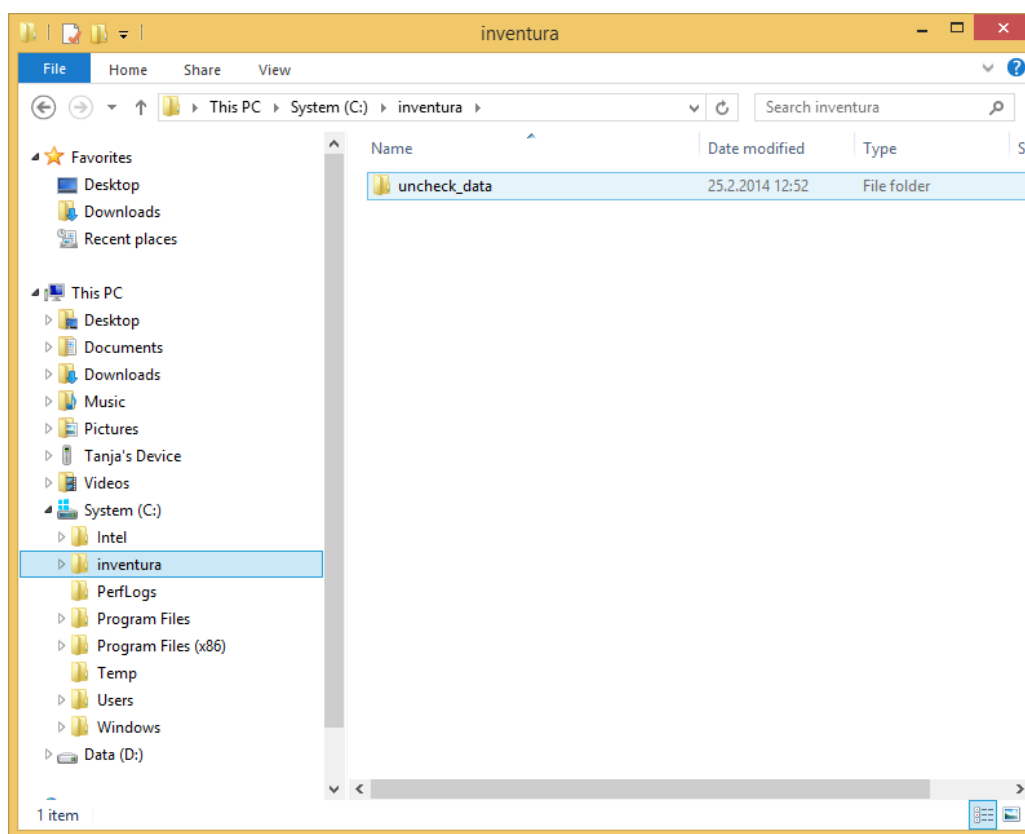 inventura
File Home Share View
This PC System (C:) inventura Search inventura
Favorites
Desktop
Downloads
Recent places
This PC
Desktop
Documents
Downloads
Music
Pictures
Tanja's Device
Videos
System (C:)
Intel
inventura
PerfLogs
Program Files
Program Files (x86)
Temp
Users
Windows
Data (D:)
Name Date modified Type S
uncheck_data 25.2.2014 12:52 File folder
1 item